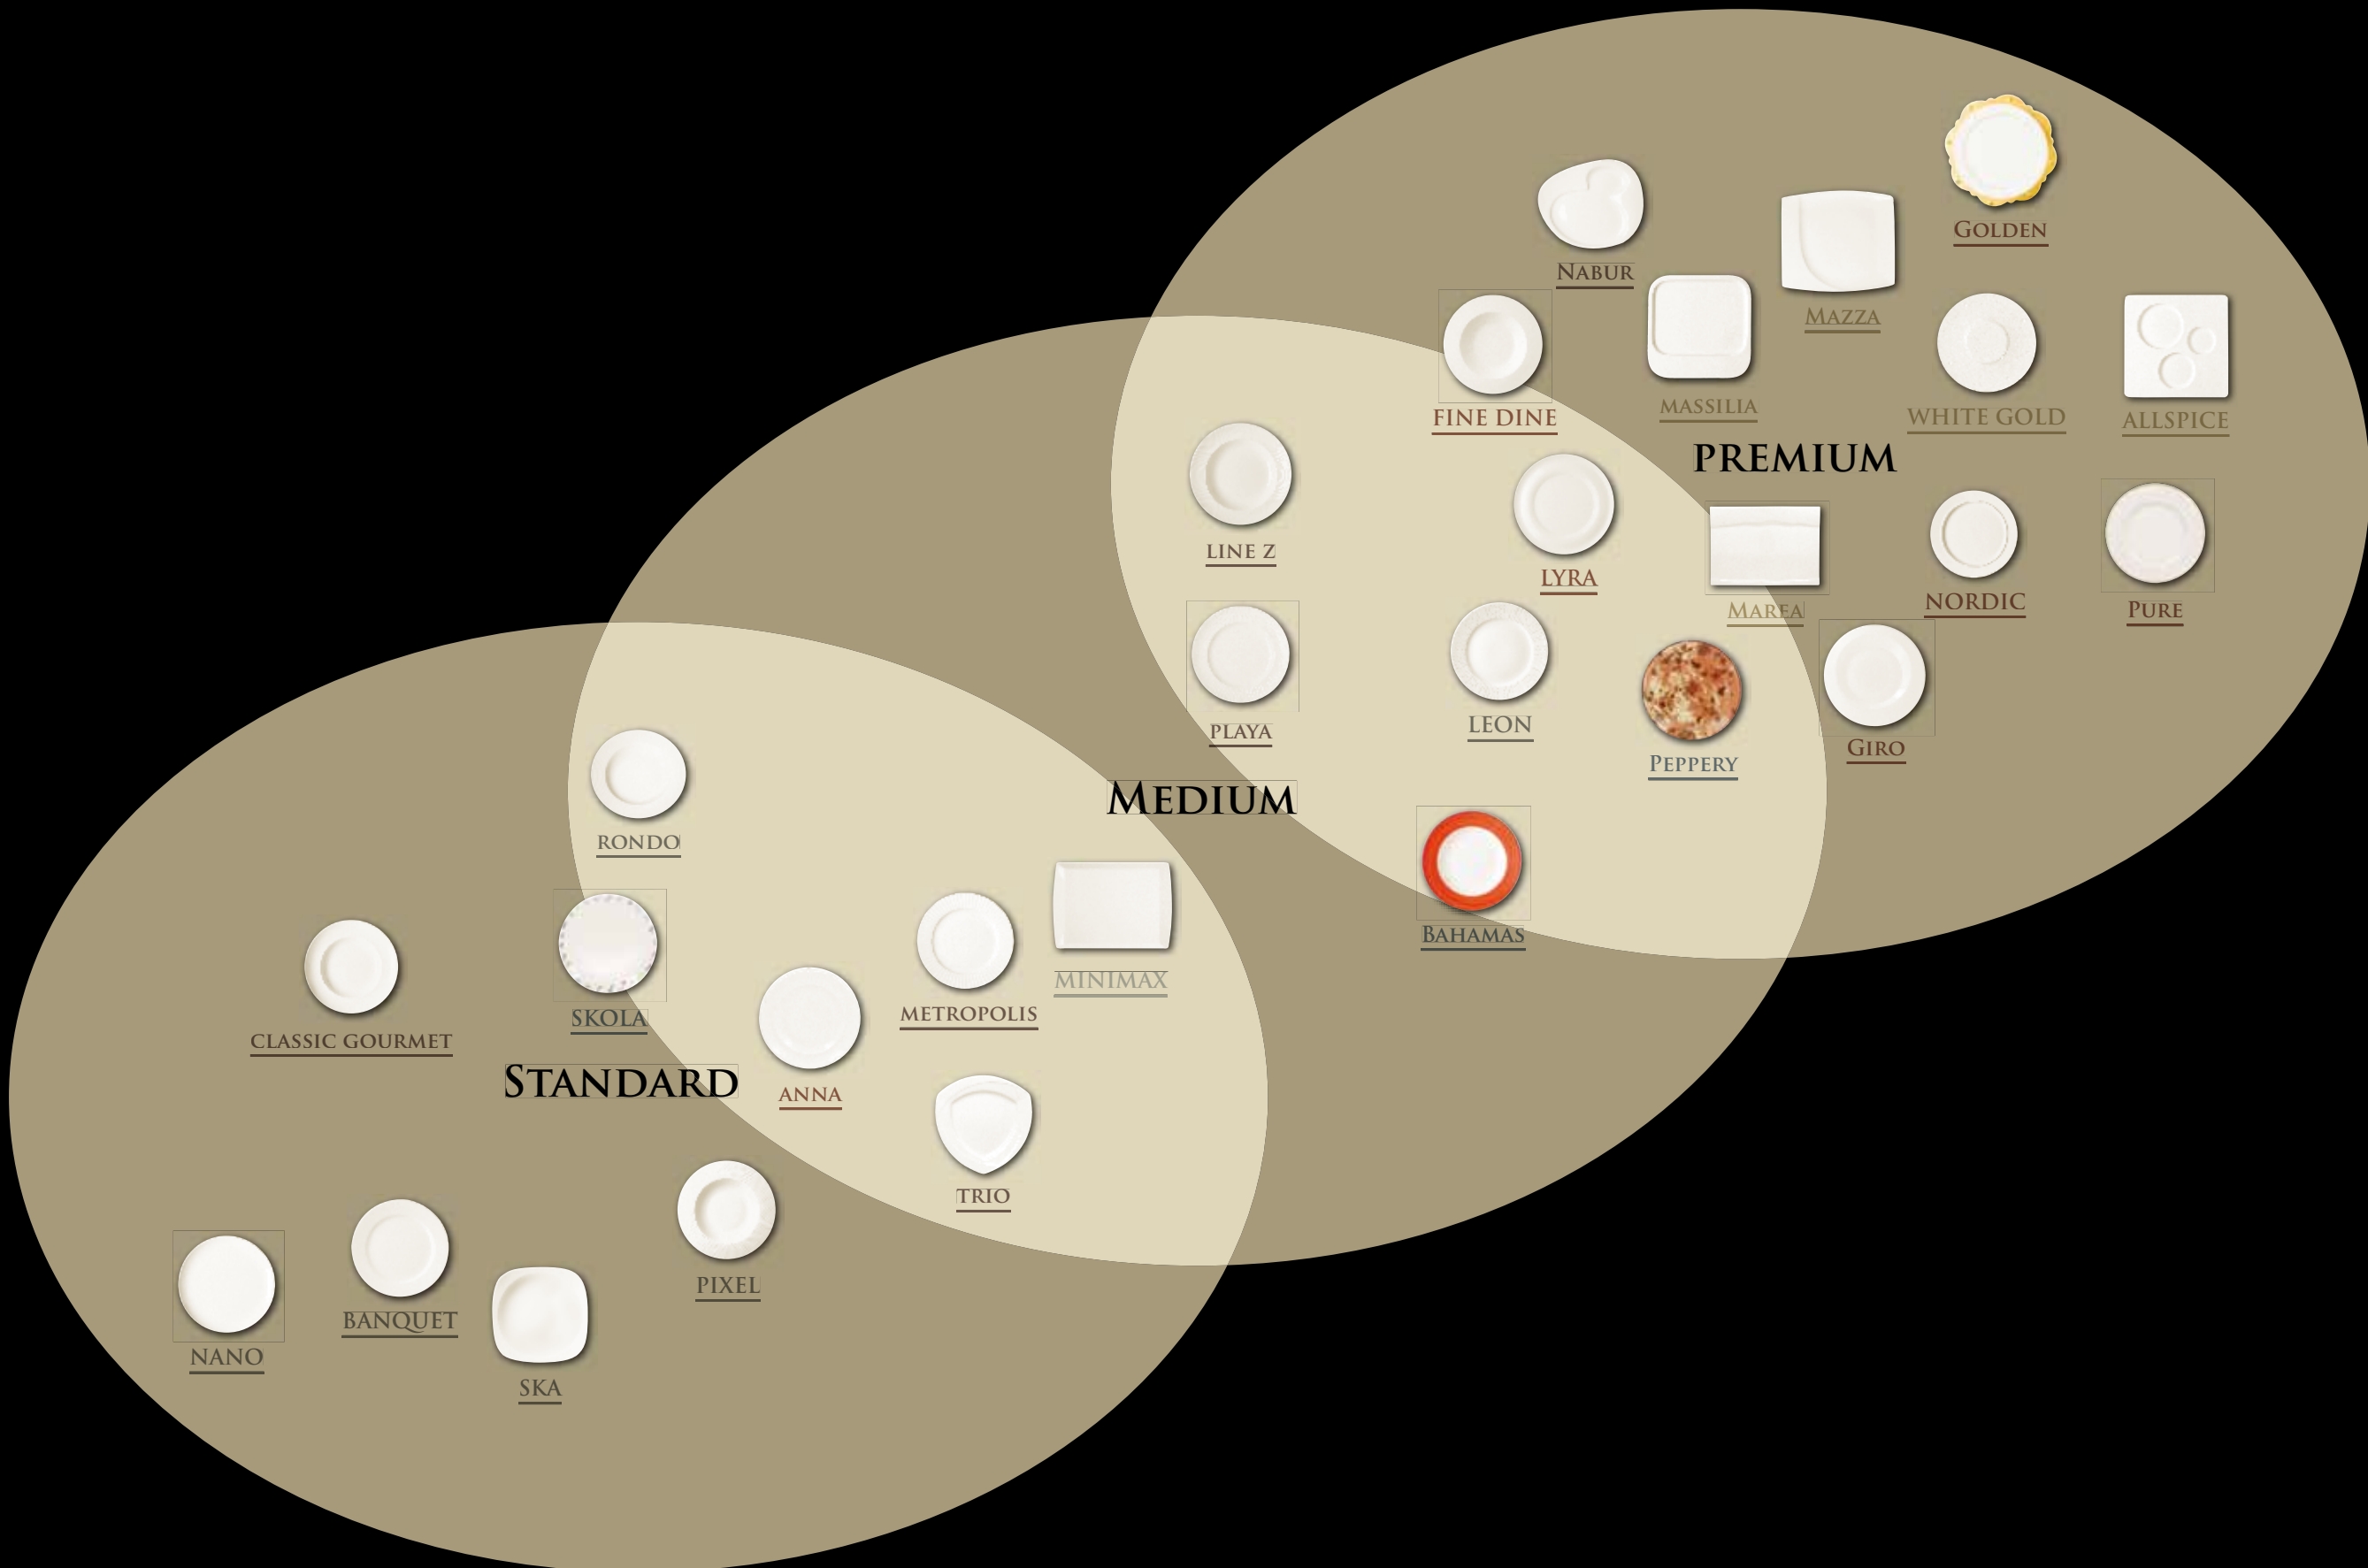 Golden
Nabur
Mazza
MASSILIA
FINE DINE
WHITE GOLD
ALLSPICE
PREMIUM
LINE Z
LYRA
NORDIC
Marea
Pure
PLAYA
LEON
Giro
Peppery
Medium
RONDO
Bahamas
MINIMAX
METROPOLIS
SKOLA
CLASSIC GOURMET
Standard
ANNA
TRIO
PIXEL
BANQUET
NANO
SKA